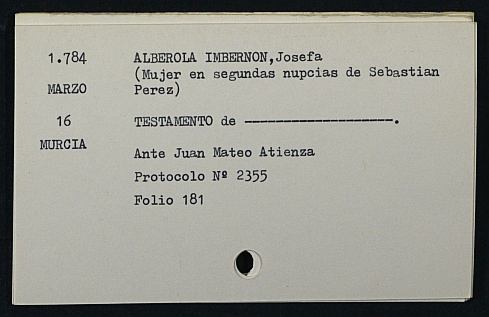 1.784 ALBEROLA IMBERNON,Josefa
(Mujer en segundas nupcias de Sebastian
MARZO Perez)
16 TESTAMENTO de -------------------.
MURCIA
Ante Juan Mateo Atienza
Protocolo Nº 2355
Folio 181